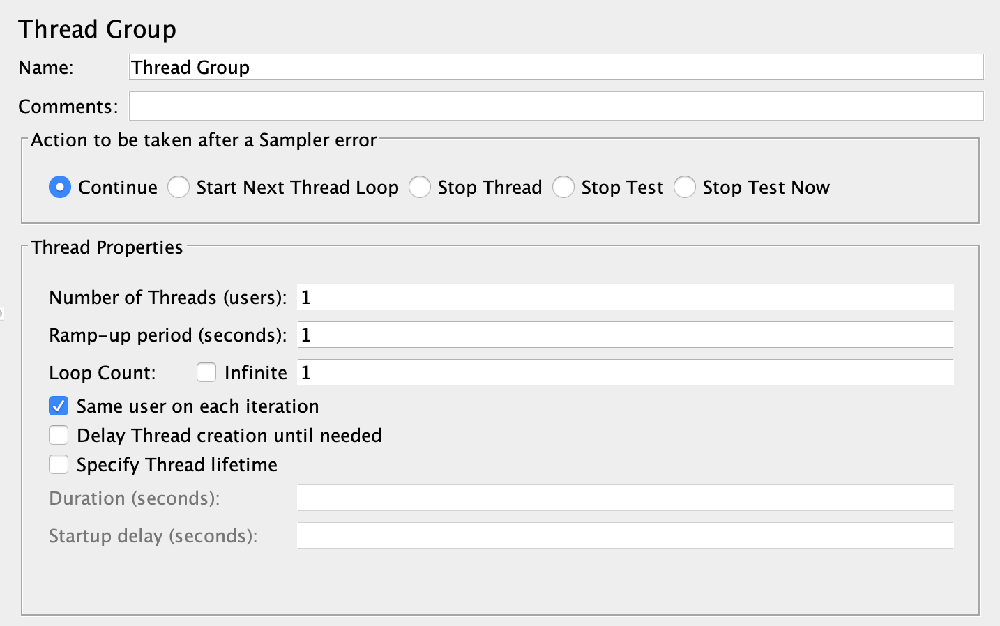 Thread Group
Name: Thread Group
Comments:
Action to be taken after a Sampler error
Continue Start Next Thread Loop Stop Thread Stop Test Stop Test Now
Thread Properties
Number of Threads (users): 1
Ramp-up period (seconds): 1
Loop Count: Infinite 1
Same user on each iteration
Delay Thread creation until needed
Specify Thread lifetime
Duration (seconds):
Startup delay (seconds):